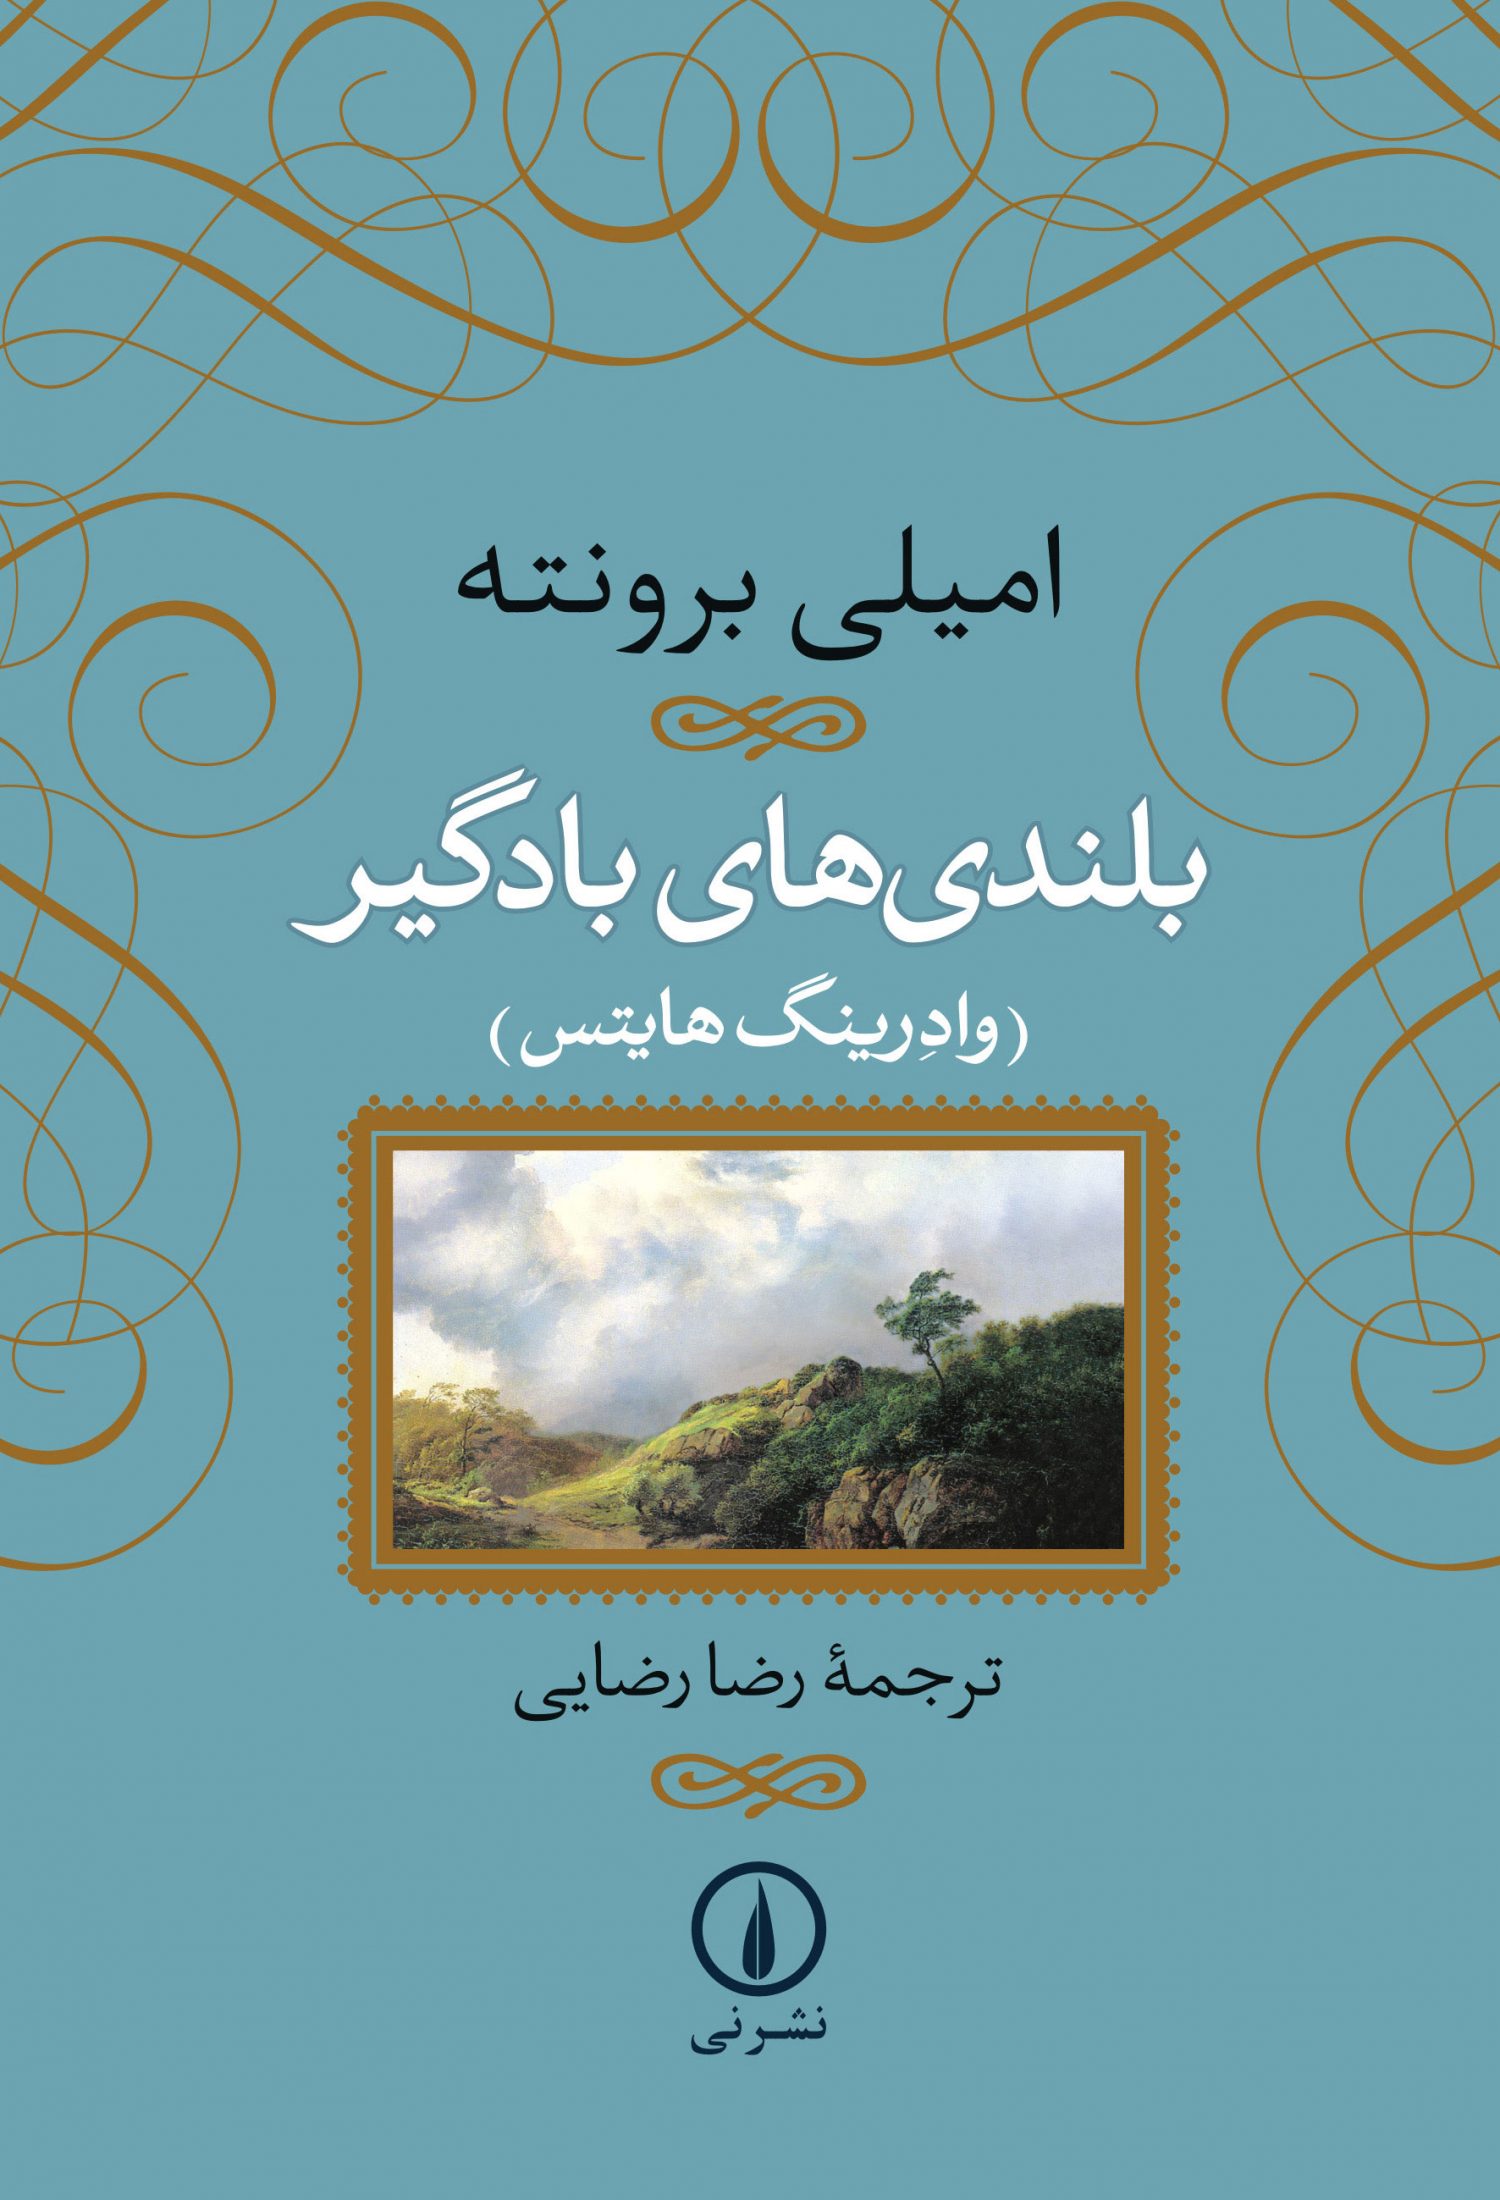 امیلی برونته
بلندی‌های بادگیر
(وادِرینگ هایتس)
ترجمهٔ رضا رضایی
نشرنی